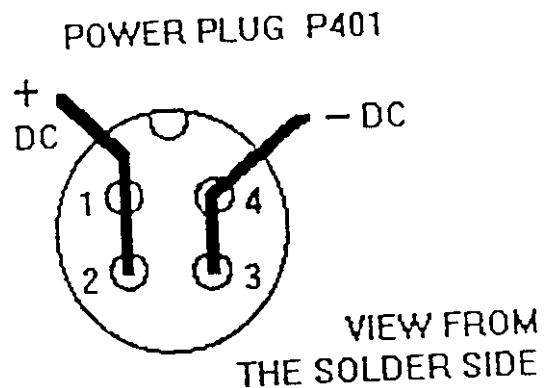 POWER PLUG P401
+
DC
− DC
1
4
2
3
VIEW FROM
THE SOLDER SIDE